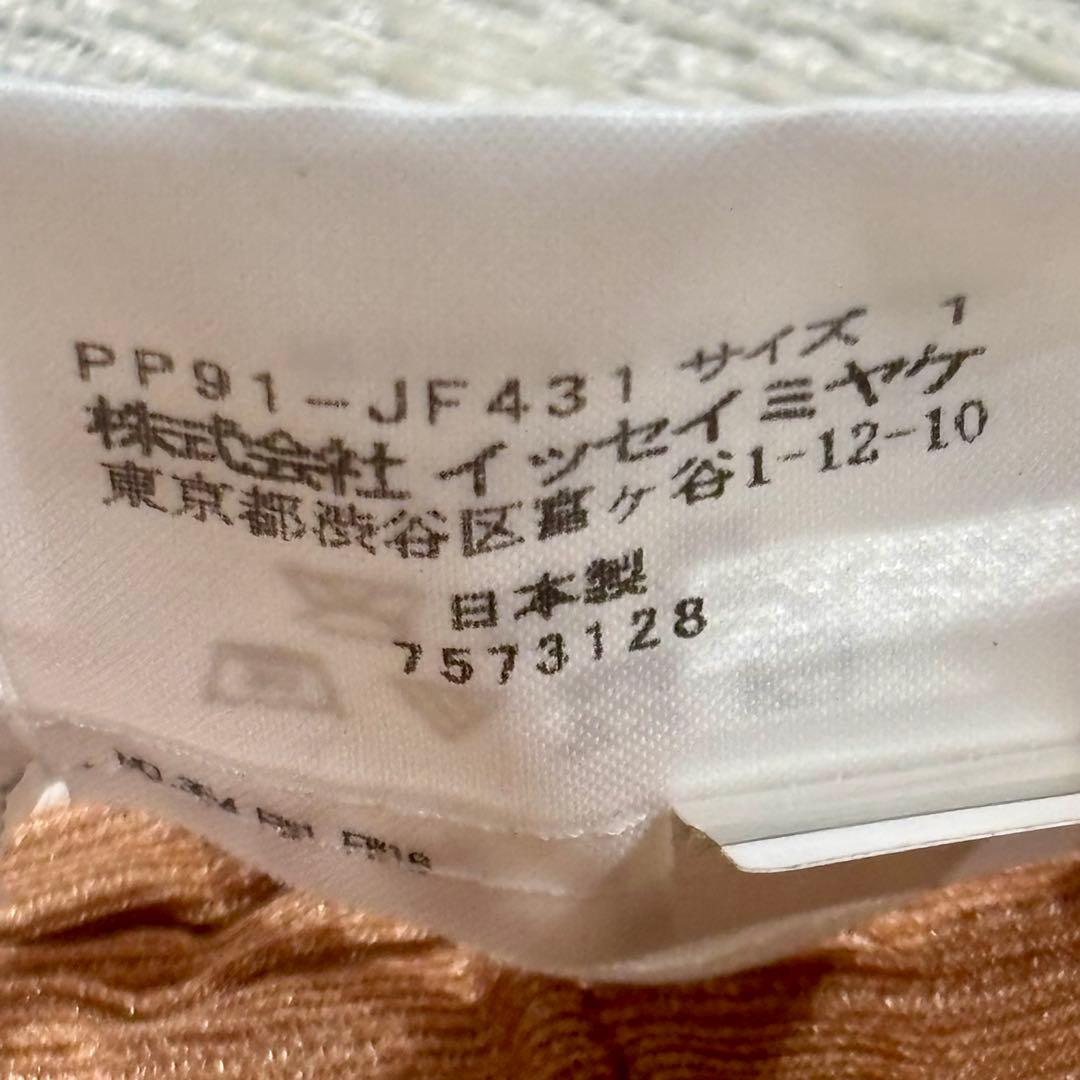 PP91-JF431 サイズ 1
株式会社 イッセイミヤケ
東京都渋谷区富ヶ谷1-12-10
日本製
7573128